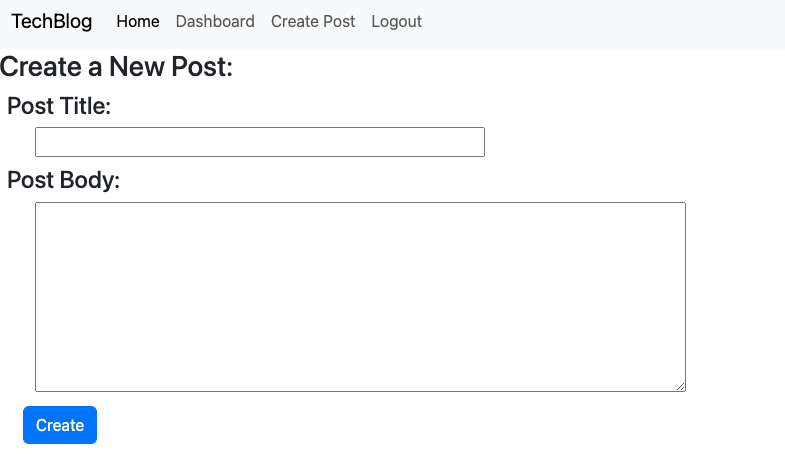 TechBlog Home Dashboard Create Post Logout
Create a New Post:
Post Title:
Post Body:
Create